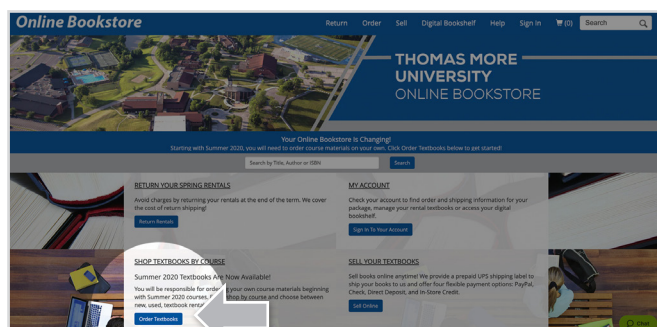 Online Bookstore
Return Order Sell Digital Bookshelf Help Sign In (0) Search
THOMAS MORE
UNIVERSITY
ONLINE BOOKSTORE
Your Online Bookstore Is Changing!
Starting with Summer 2020, you will need to order course materials on your own. Click Order Textbooks below to get started!
Search by Title, Author or ISBN Search
RETURN YOUR SPRING RENTALS
Avoid charges by returning your rentals at the end of the term. We cover
the cost of return shipping!
Return Rentals
MY ACCOUNT
Check your account to find order and shipping information for your
package, manage your rental textbooks or access your digital
bookshelf.
Sign In To Your Account
SHOP TEXTBOOKS BY COURSE
Summer 2020 Textbooks Are Now Available!
You will be responsible for ordering your own course materials beginning
with Summer 2020 courses. shop by course and choose between
new, used, textbook
Order Textbooks
SELL YOUR TEXTBOOKS
Sell books online anytime! We provide a prepaid UPS shipping label to
ship your books to us and offer four flexible payment options: PayPal,
Check, Direct Deposit, and In-Store Credit.
Sell Online
Chat